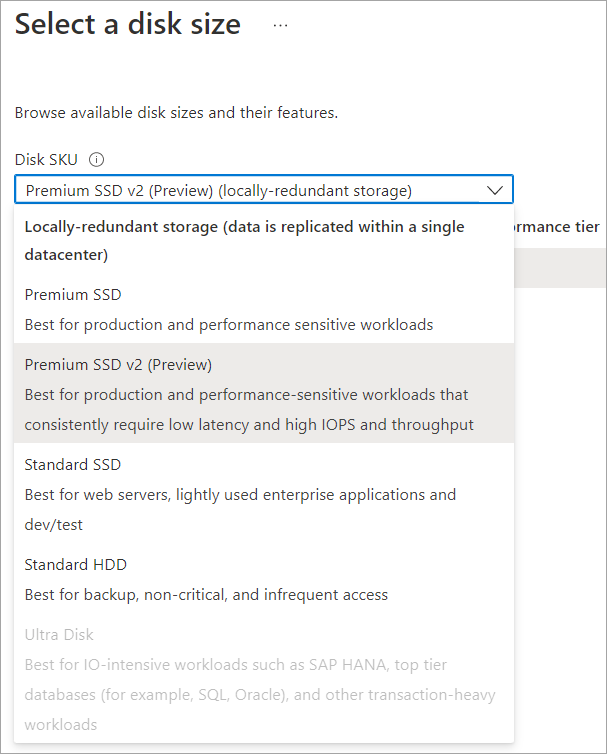 Select a disk size ...
Browse available disk sizes and their features.
Disk SKU
Premium SSD v2 (Preview) (locally-redundant storage)
Locally-redundant storage (data is replicated within a single
datacenter)
rmance tier
Premium SSD
Best for production and performance sensitive workloads
Premium SSD v2 (Preview)
Best for production and performance-sensitive workloads that
consistently require low latency and high IOPS and throughput
Standard SSD
Best for web servers, lightly used enterprise applications and
dev/test
Standard HDD
Best for backup, non-critical, and infrequent access
Ultra Disk
Best for IO-intensive workloads such as SAP HANA, top tier
databases (for example, SQL, Oracle), and other transaction-heavy
workloads